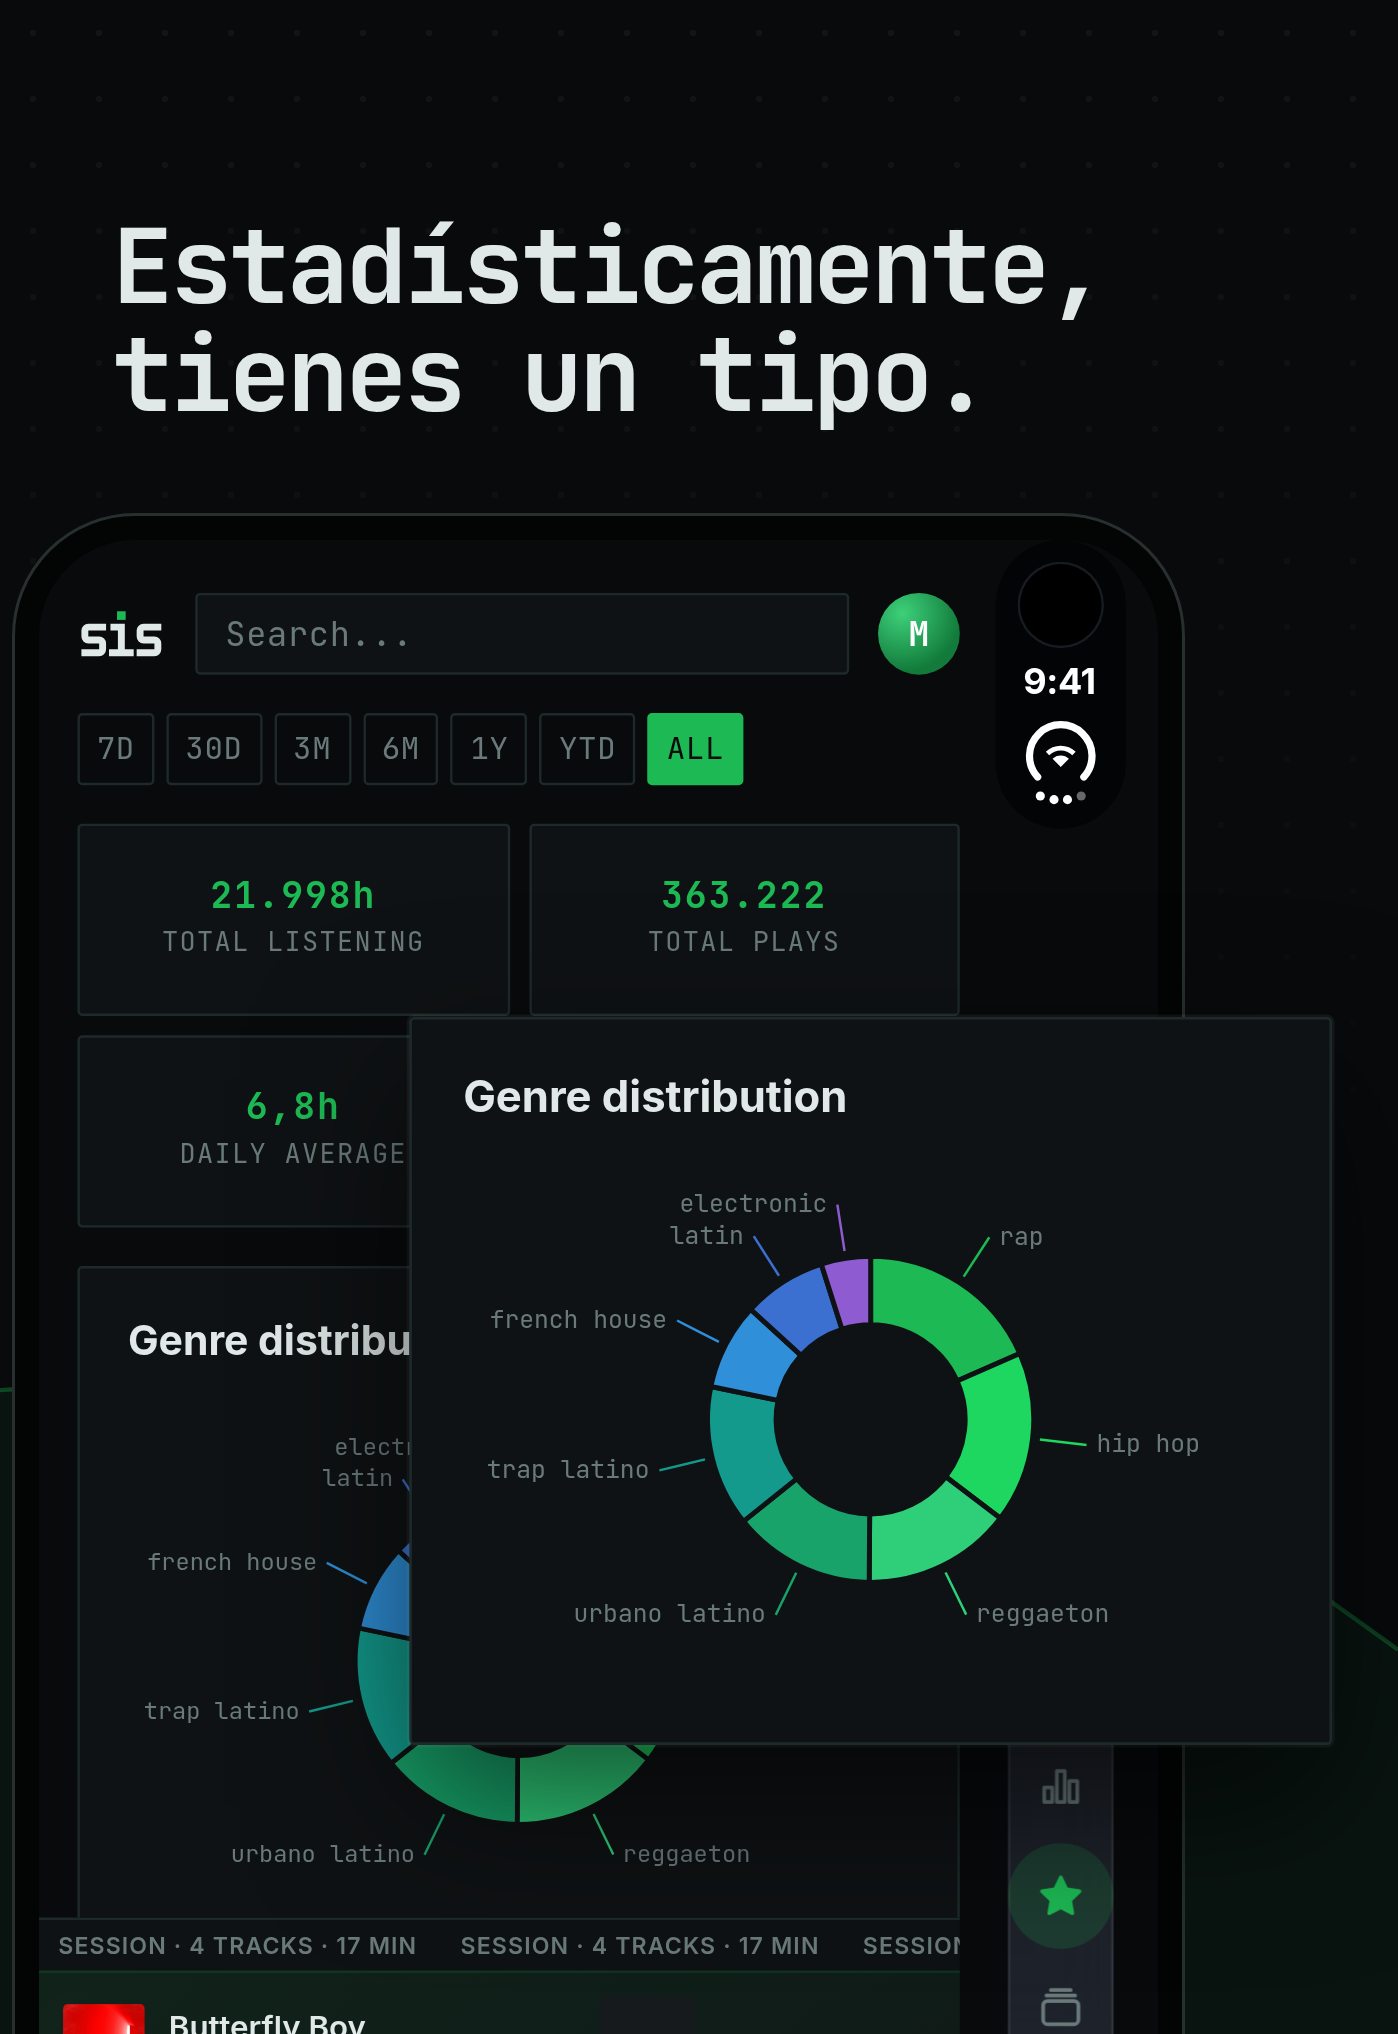 Estadísticamente,
tienes un tipo.
sis
Search...
M
9:41
7D 30D 3M 6M 1Y YTD ALL
21.998h
TOTAL LISTENING
363.222
TOTAL PLAYS
6,8h
DAILY AVERAGE
Genre distribution
electronic
latin
rap
french house
hip hop
trap latino
urbano latino
reggaeton
Genre distribu
electr
latin
french house
trap latino
urbano latino
reggaeton
SESSION · 4 TRACKS · 17 MIN SESSION · 4 TRACKS · 17 MIN SESSION
Butterfly Boy